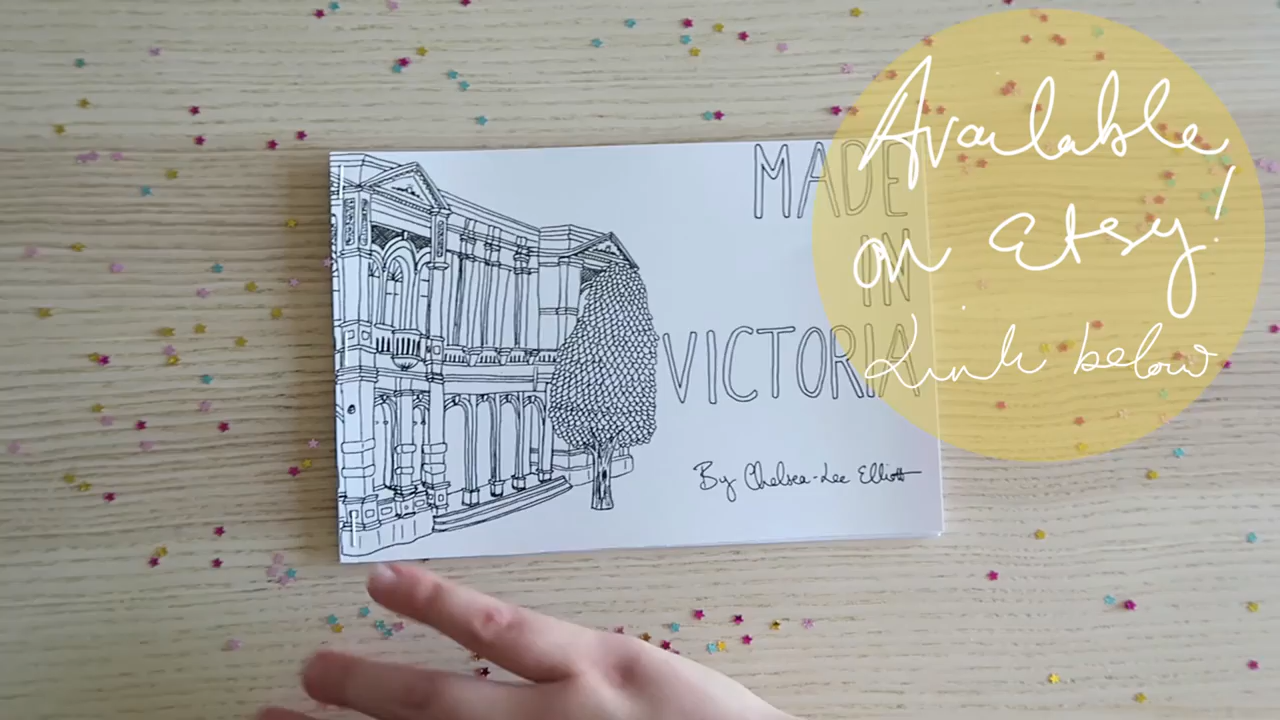 MADE
IN
VICTORIA
By Chelsea-Lee Elliott
Available
on Etsy!
Link below